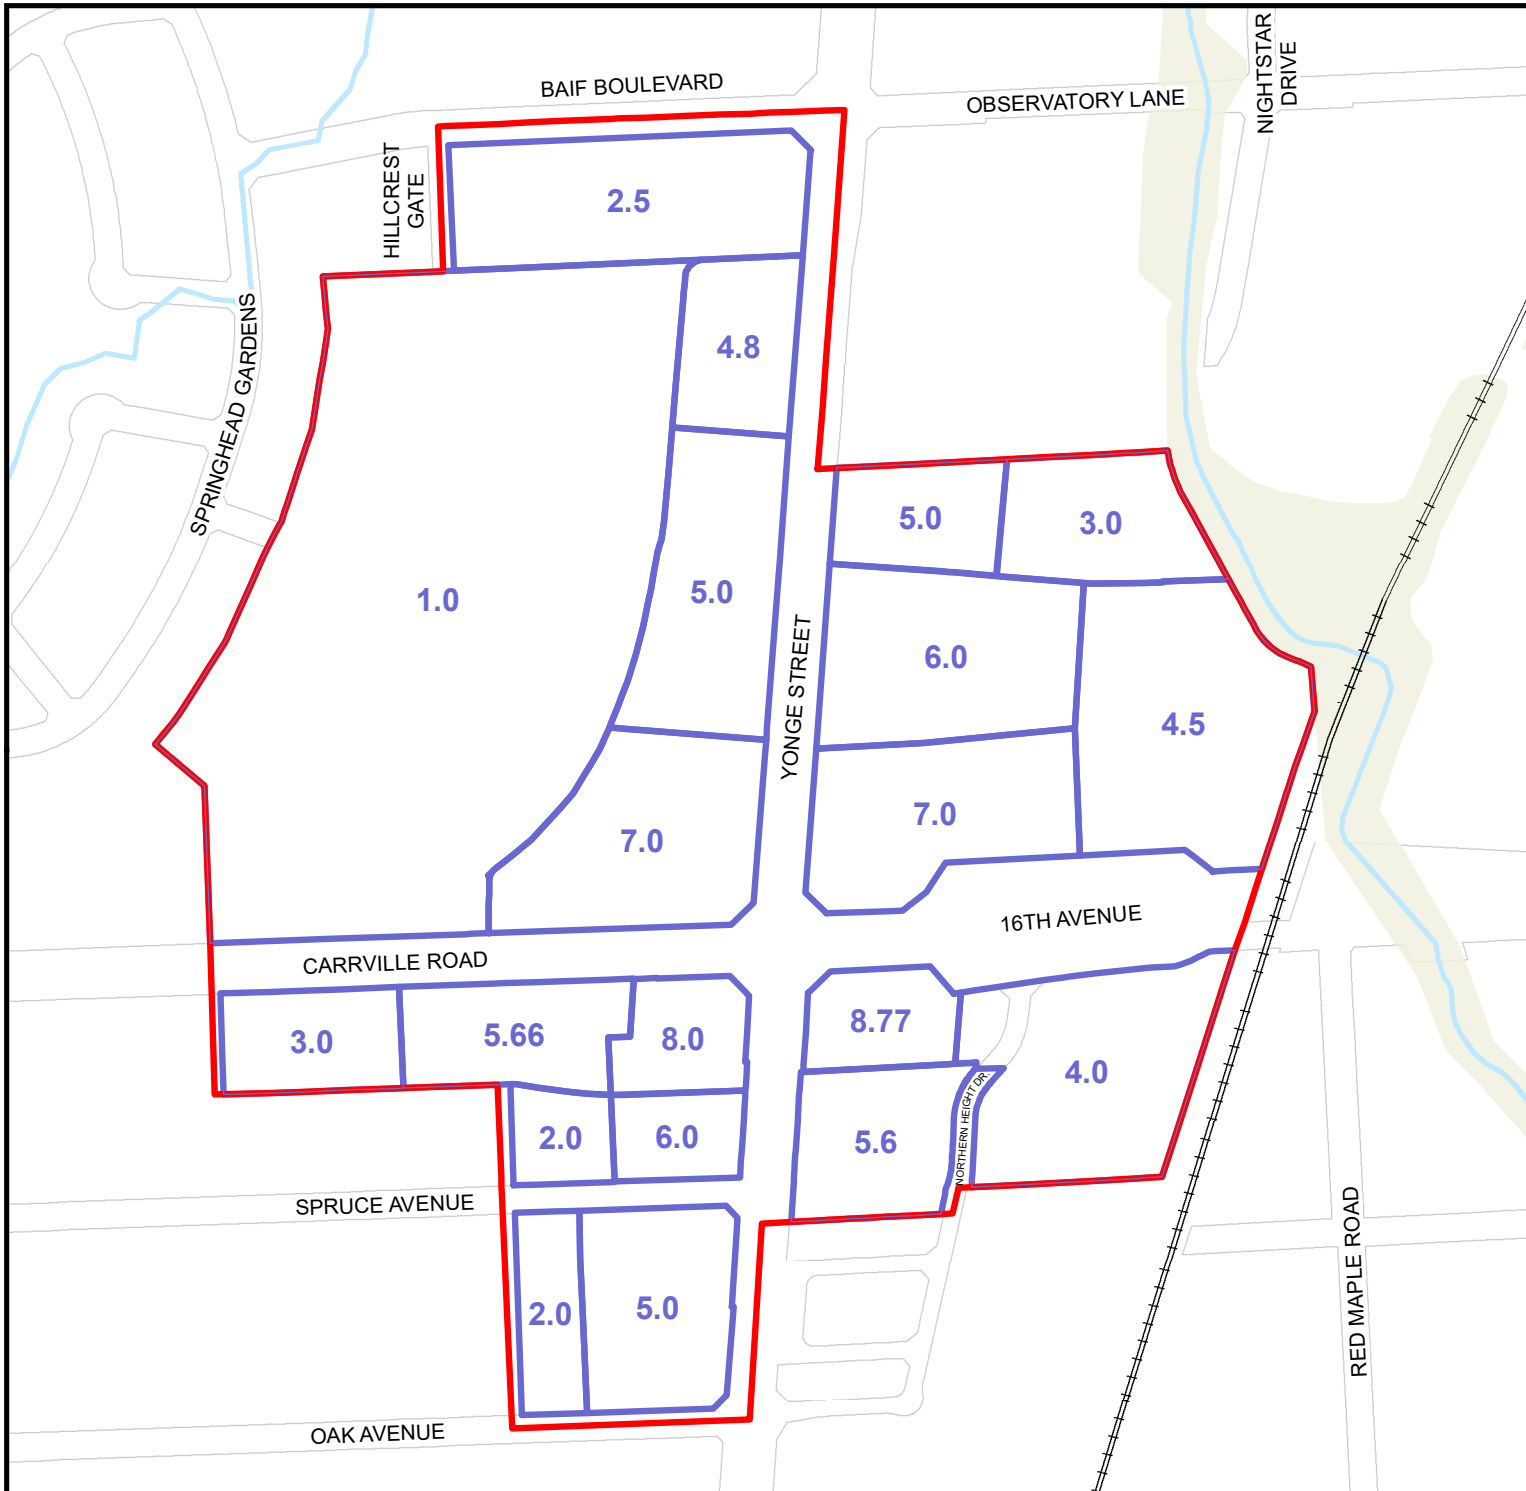 NIGHTSTAR
DRIVE
BAIF BOULEVARD
OBSERVATORY LANE
HILLCREST
GATE
2.5
4.8
SPRINGHEAD GARDENS
5.0
3.0
1.0
5.0
6.0
YONGE STREET
4.5
7.0
7.0
16TH AVENUE
CARRVILLE ROAD
3.0
5.66
8.0
8.77
4.0
NORTHERN HEIGHT DR.
2.0
6.0
5.6
SPRUCE AVENUE
RED MAPLE ROAD
2.0
5.0
OAK AVENUE